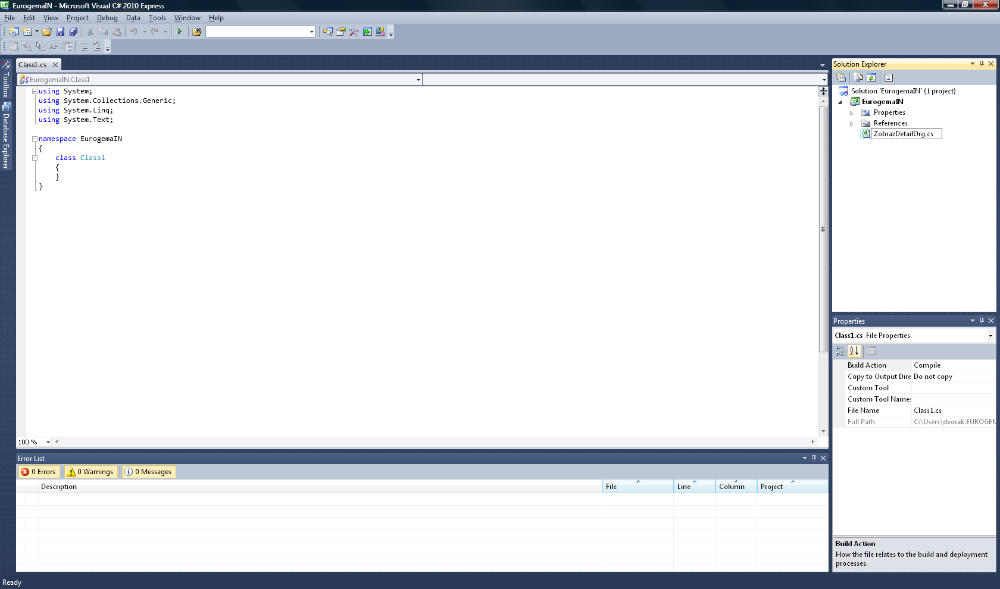 EurogemaIN - Microsoft Visual C# 2010 Express
File Edit View Project Debug Data Tools Window Help
Toolbox
Database Explorer
Class1.cs
EurogemaIN.Class1
using System;
using System.Collections.Generic;
using System.Linq;
using System.Text;
namespace EurogemaIN
{
class Class1
{
}
}
100 %
Error List
0 Errors 0 Warnings 0 Messages
Description File Line Column Project
Solution Explorer
Solution 'EurogemaIN' (1 project)
EurogemaIN
Properties
References
ZobrazDetailOrg.cs
Properties
Class1.cs File Properties
Build Action Compile
Copy to Output Dire Do not copy
Custom Tool
Custom Tool Names
File Name Class1.cs
Full Path C:\Users\dvorak.EUROGEN
Build Action
How the file relates to the build and deployment
processes.
Ready